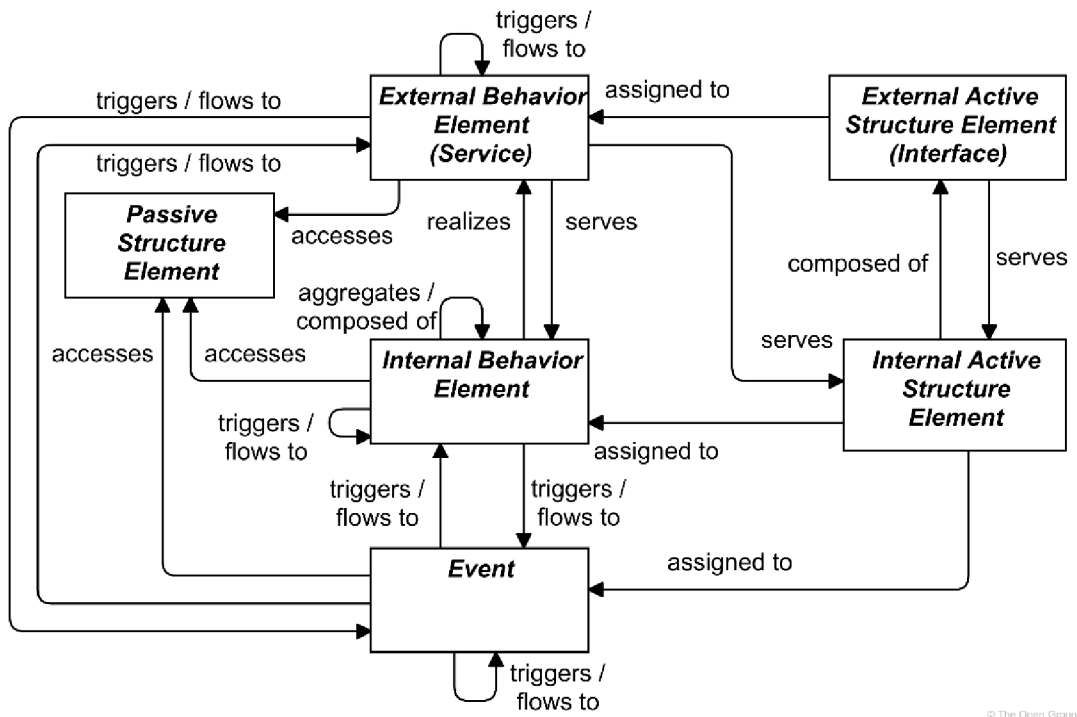 triggers /
flows to
triggers / flows to
External Behavior
Element
(Service)
assigned to
External Active
Structure Element
(Interface)
triggers / flows to
Passive
Structure
Element
accesses
realizes
serves
composed of
serves
aggregates /
composed of
accesses
accesses
Internal Behavior
Element
serves
Internal Active
Structure
Element
triggers /
flows to
assigned to
triggers /
flows to
triggers /
flows to
Event
assigned to
triggers /
flows to
© The Open Group